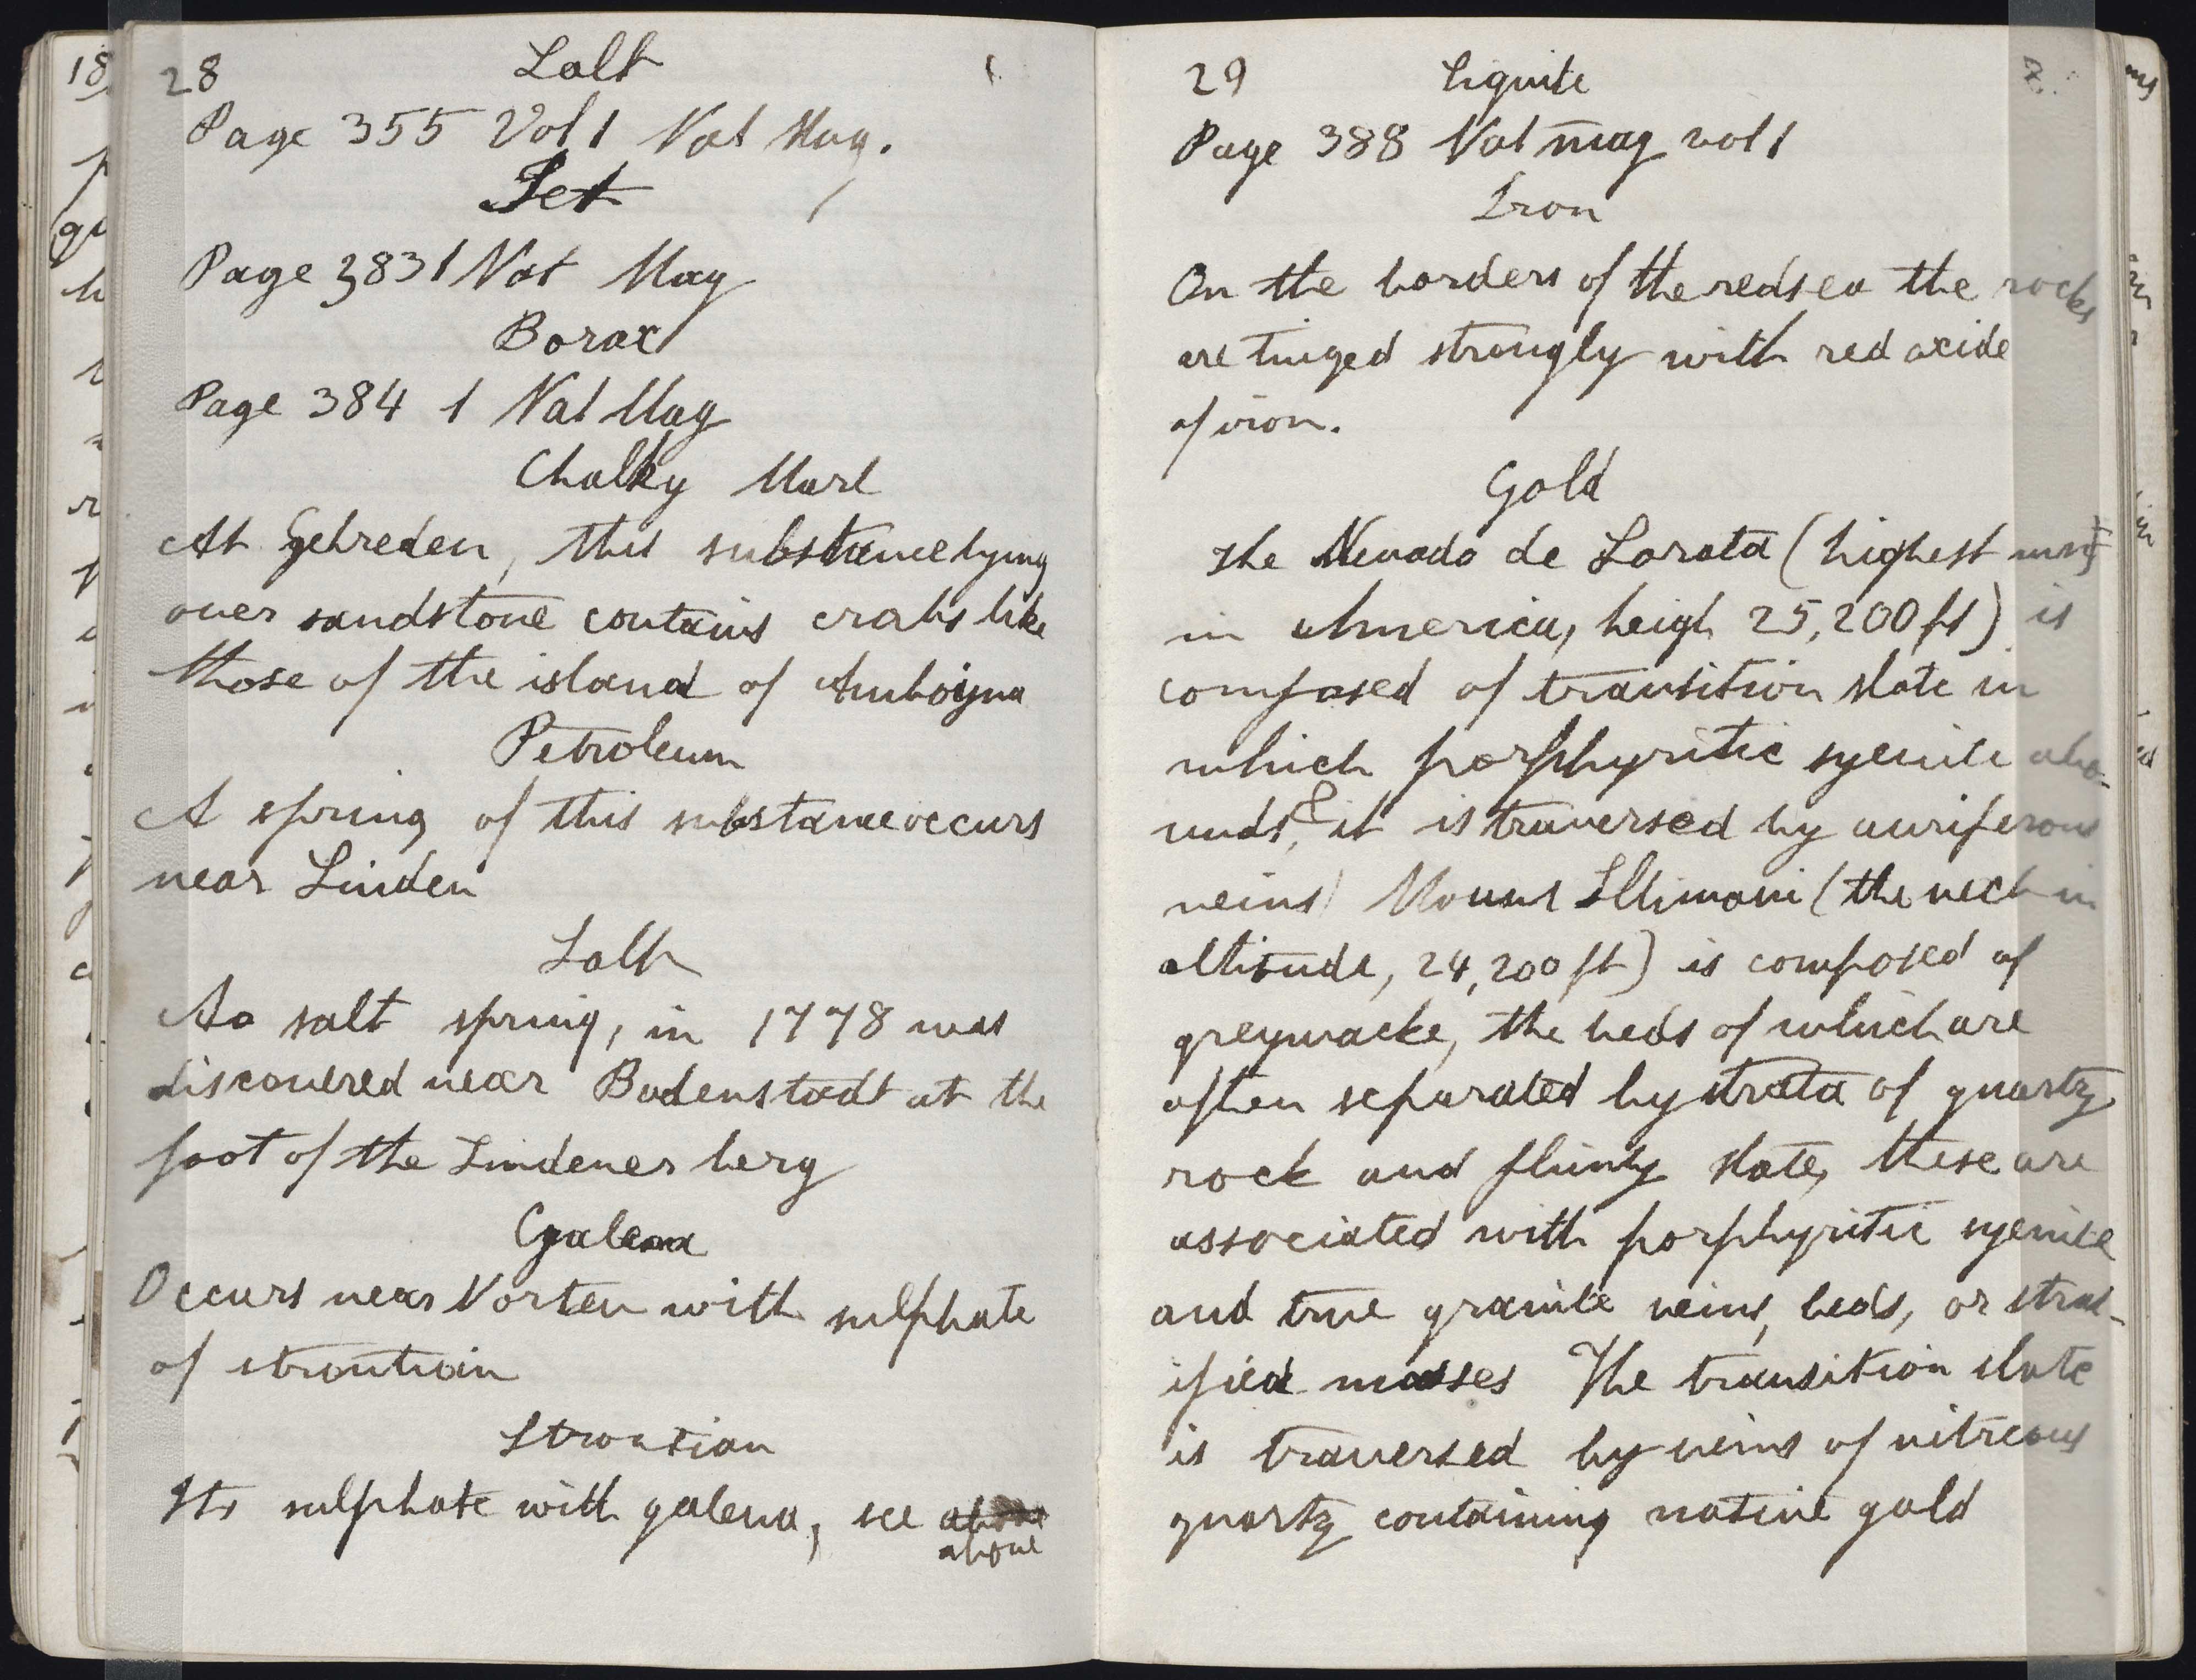 28 Salt
Page 355 Vol 1 Nat Mag.
Jet
Page 383 1 Nat Mag
Borax
Page 384 1 Nat Mag
Chalky Marl
At Gehreden, this substance lying
over sandstone contains crabs like
those of the island of Amboyna
Petroleum
A spring of this substance occurs
near Linden
Salt
Aa salt spring, in 1778 was
discovered near Badenstadt at the
foot of the Lindener berg
Galena
Occurs near Vorten with sulphate
of strontian
Strontian
Its sulphate with galena, see above
above
29 Lignite
Page 388 Nat mag vol 1
Iron
On the borders of the redsea the rocks
are tinged strongly with red oxide
of iron.
Gold
The Nevado de Sorata (highest
in America, heigh 25,200 ft) is
composed of transition slate in
which porphyritic syenite abo-
unds, & it is traversed by auriferous
veins) Mount Illimani (the next in
altitude, 24,200 ft) is composed of
greywacke, the beds of which are
often separated by strata of quartz
rock and flinty slate, these are
associated with porphyritic syenite
and true granite veins, beds, or strat-
ified masses The transition slate
is traversed by veins of vitreous
quartz containing native gold